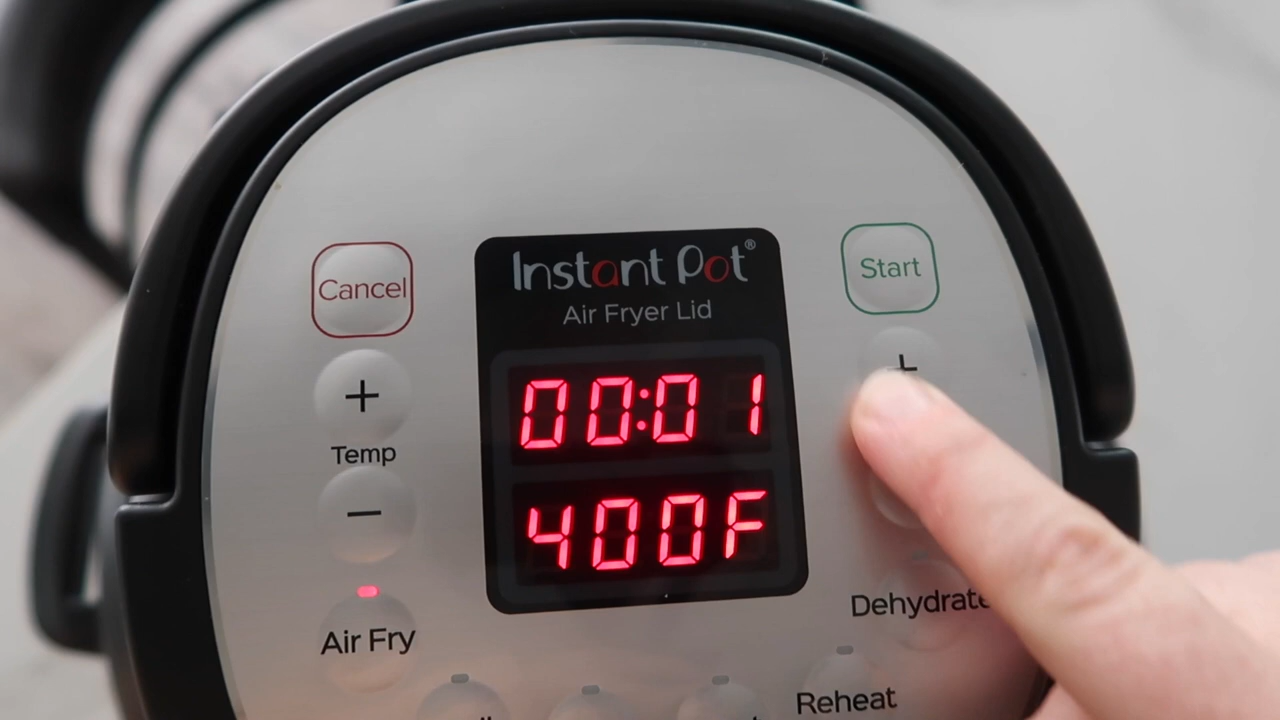 Instant Pot®
Air Fryer Lid
Cancel
Start
+
+
Temp
−
00:01
400F
Air Fry
Dehydrate
Reheat